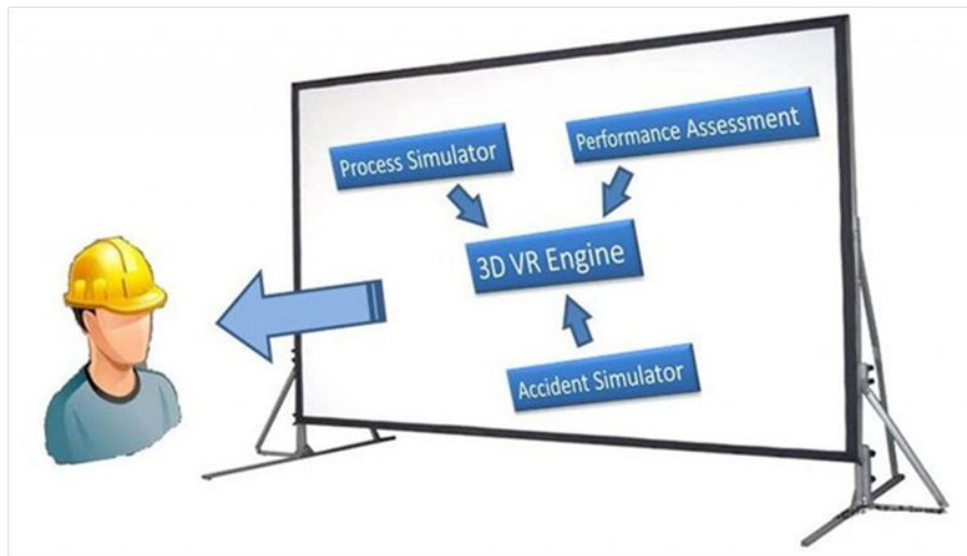 Process Simulator
Performance Assessment
3D VR Engine
Accident Simulator